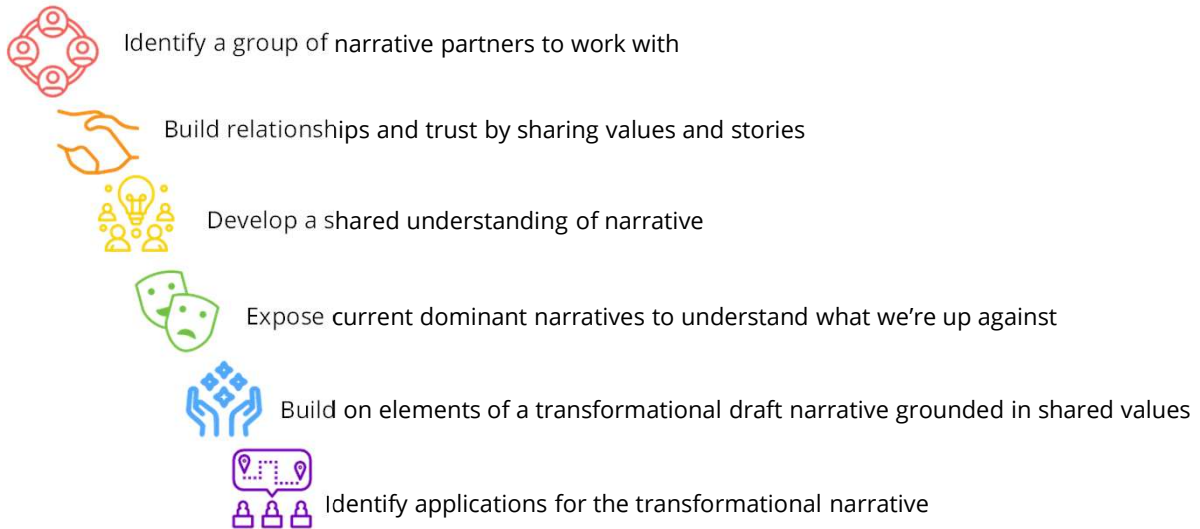 Identify a group of narrative partners to work with
Build relationships and trust by sharing values and stories
Develop a shared understanding of narrative
Expose current dominant narratives to understand what we’re up against
Build on elements of a transformational draft narrative grounded in shared values
Identify applications for the transformational narrative